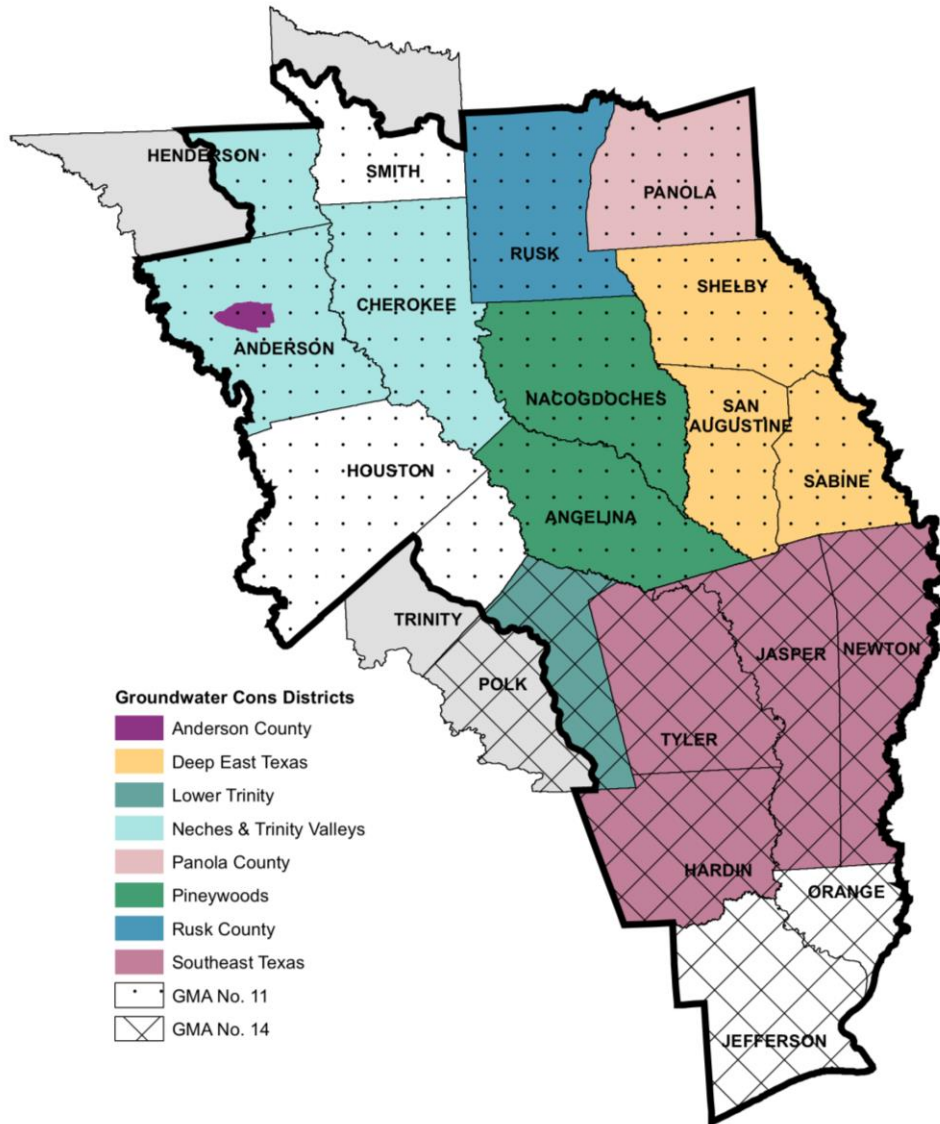 HENDERSON
SMITH
PANOLA
RUSK
SHELBY
CHEROKEE
ANDERSON
NACOGDOCHES
SAN
AUGUSTINE
HOUSTON
SABINE
ANGELINA
TRINITY
JASPER
NEWTON
POLK
TYLER
HARDIN
ORANGE
JEFFERSON
Groundwater Cons Districts
Anderson County
Deep East Texas
Lower Trinity
Neches & Trinity Valleys
Panola County
Pineywoods
Rusk County
Southeast Texas
GMA No. 11
GMA No. 14